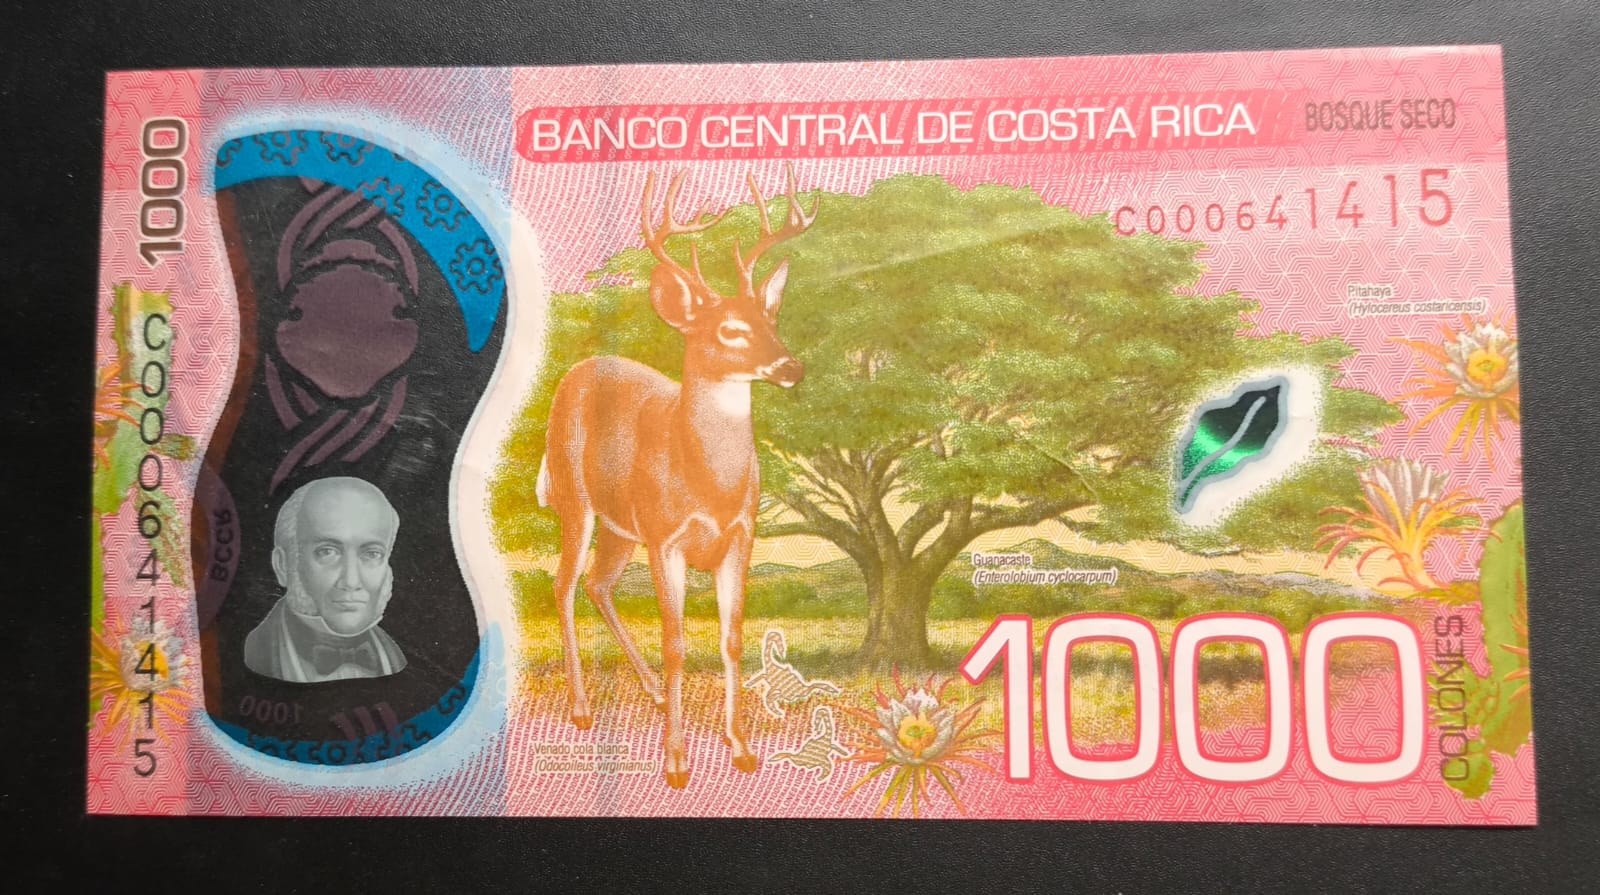 1000
C000641415
BCCR
1000
BANCO CENTRAL DE COSTA RICA
BOSQUE SECO
C000641415
Pitahaya
(Hylocereus costaricensis)
Guanacaste
(Enterolobium cyclocarpum)
Venado cola blanca
(Odocoileus virginianus)
1000
COLONES